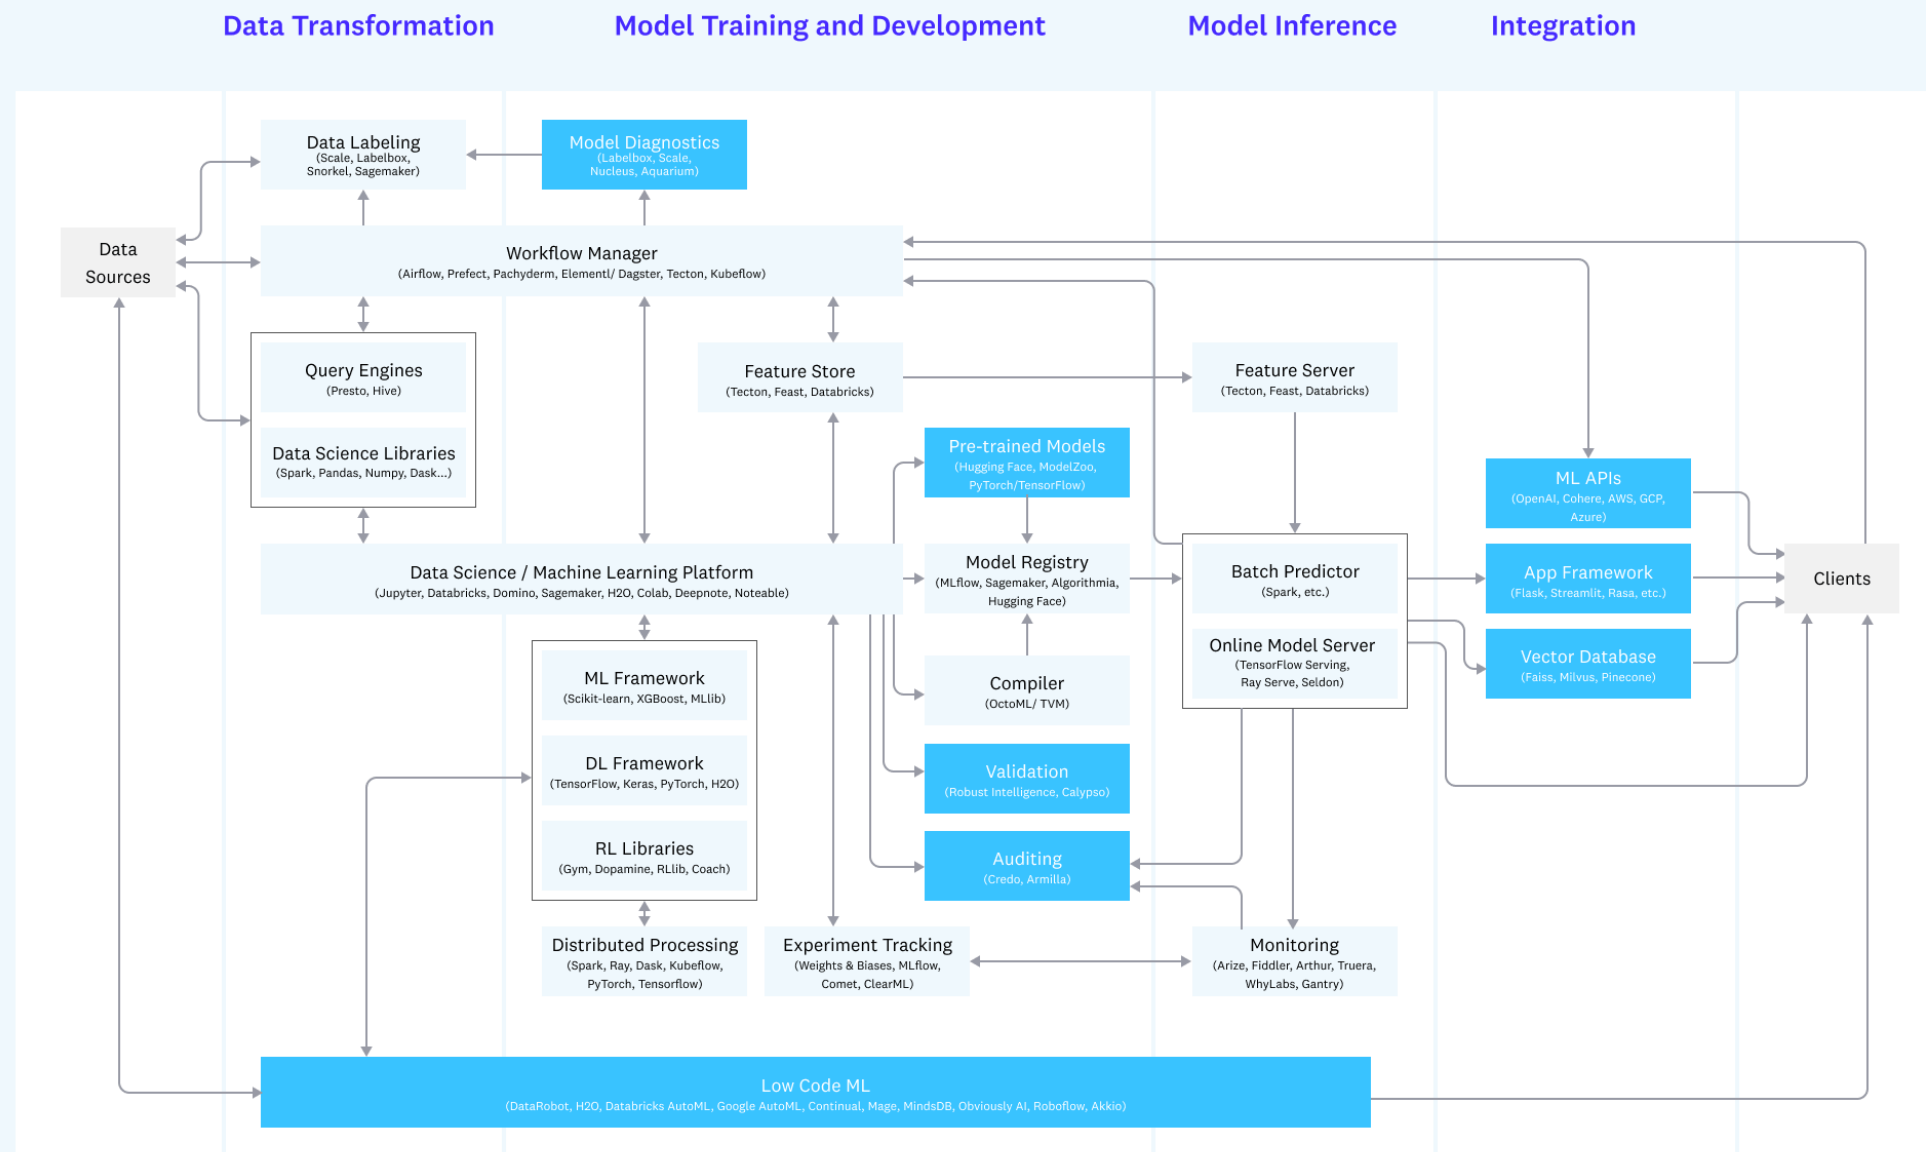 Data Transformation
Model Training and Development
Model Inference
Integration
Data Labeling
(Scale, Labelbox,
Snorkel, Sagemaker)
Model Diagnostics
(Labelbox, Scale,
Nucleus, Aquarium)
Data
Sources
Workflow Manager
(Airflow, Prefect, Pachyderm, Elementl/ Dagster, Tecton, Kubeflow)
Query Engines
(Presto, Hive)
Data Science Libraries
(Spark, Pandas, Numpy, Dask...)
Feature Store
(Tecton, Feast, Databricks)
Feature Server
(Tecton, Feast, Databricks)
Pre-trained Models
(Hugging Face, ModelZoo,
PyTorch/TensorFlow)
ML APIs
(OpenAI, Cohere, AWS, GCP,
Azure)
Data Science / Machine Learning Platform
(Jupyter, Databricks, Domino, Sagemaker, H2O, Colab, Deepnote, Noteable)
Model Registry
(MLflow, Sagemaker, Algorithmia,
Hugging Face)
Batch Predictor
(Spark, etc.)
App Framework
(Flask, Streamlit, Rasa, etc.)
Clients
Online Model Server
(TensorFlow Serving,
Ray Serve, Seldon)
Vector Database
(Faiss, Milvus, Pinecone)
ML Framework
(Scikit-learn, XGBoost, MLlib)
Compiler
(OctoML/ TVM)
DL Framework
(TensorFlow, Keras, PyTorch, H2O)
Validation
(Robust Intelligence, Calypso)
RL Libraries
(Gym, Dopamine, RLlib, Coach)
Auditing
(Credo, Armilla)
Distributed Processing
(Spark, Ray, Dask, Kubeflow,
PyTorch, Tensorflow)
Experiment Tracking
(Weights & Biases, MLflow,
Comet, ClearML)
Monitoring
(Arize, Fiddler, Arthur, Truera,
WhyLabs, Gantry)
Low Code ML
(DataRobot, H2O, Databricks AutoML, Google AutoML, Continual, Mage, MindsDB, Obviously AI, Roboflow, Akkio)